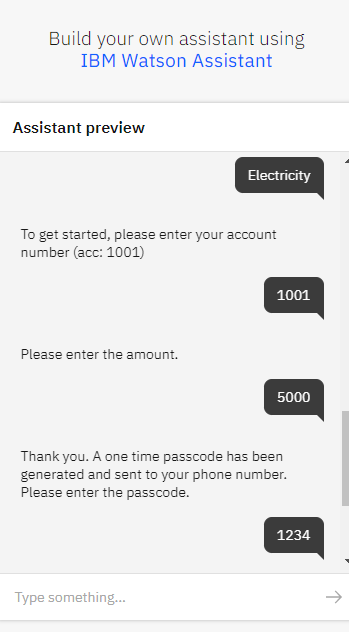 Build your own assistant using
IBM Watson Assistant
Assistant preview
Electricity
To get started, please enter your account
number (acc: 1001)
1001
Please enter the amount.
5000
Thank you. A one time passcode has been
generated and sent to your phone number.
Please enter the passcode.
1234
Type something...